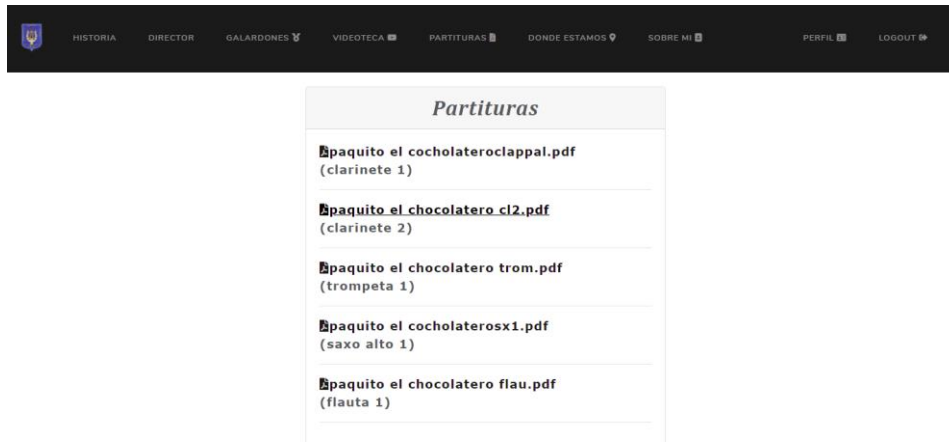 HISTORIA DIRECTOR GALARDONES VIDEOTECA PARTITURAS DONDE ESTAMOS SOBRE MI PERFIL LOGOUT
Partituras
paquito el cocholateroclappal.pdf
(clarinete 1)
paquito el chocolatero cl2.pdf
(clarinete 2)
paquito el chocolatero trom.pdf
(trompeta 1)
paquito el cocholaterosx1.pdf
(saxo alto 1)
paquito el chocolatero flau.pdf
(flauta 1)